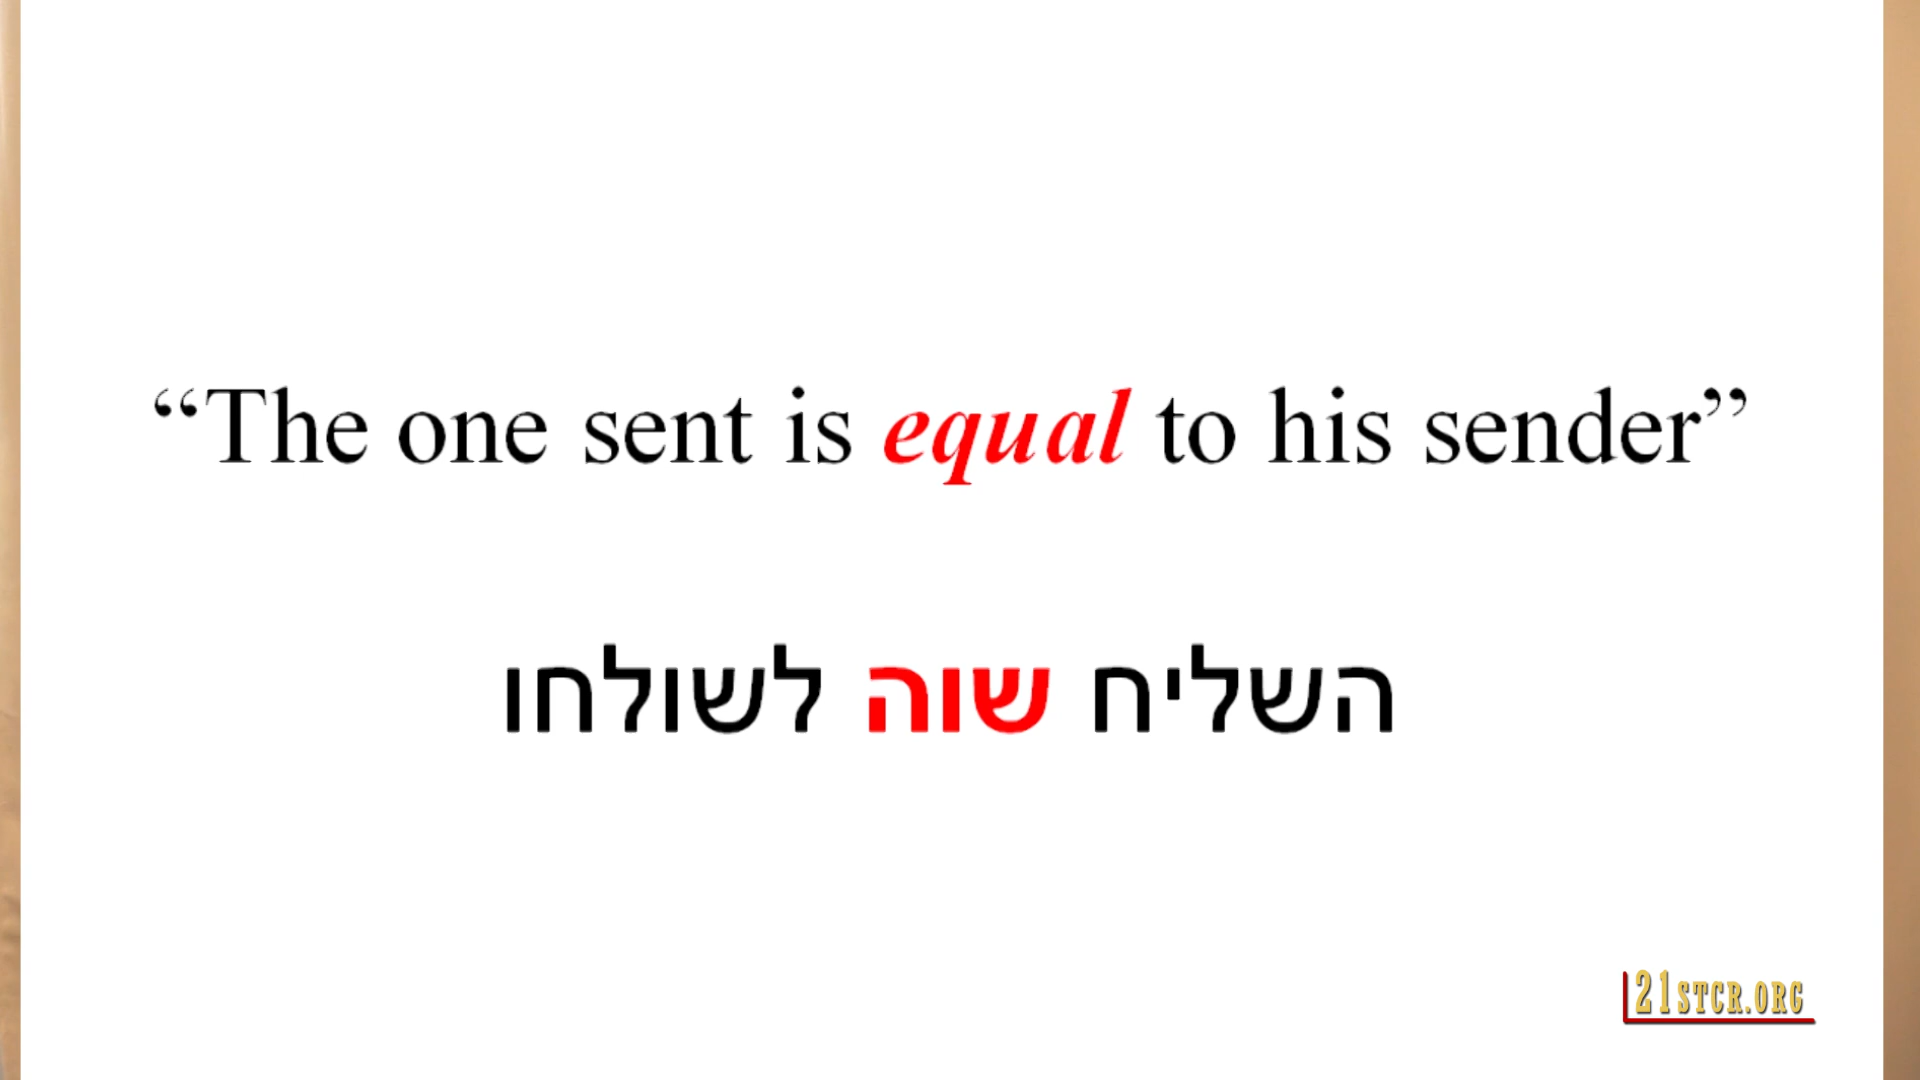 “The one sent is equal to his sender”
השליח שוה לשולחו
21STCR.ORG